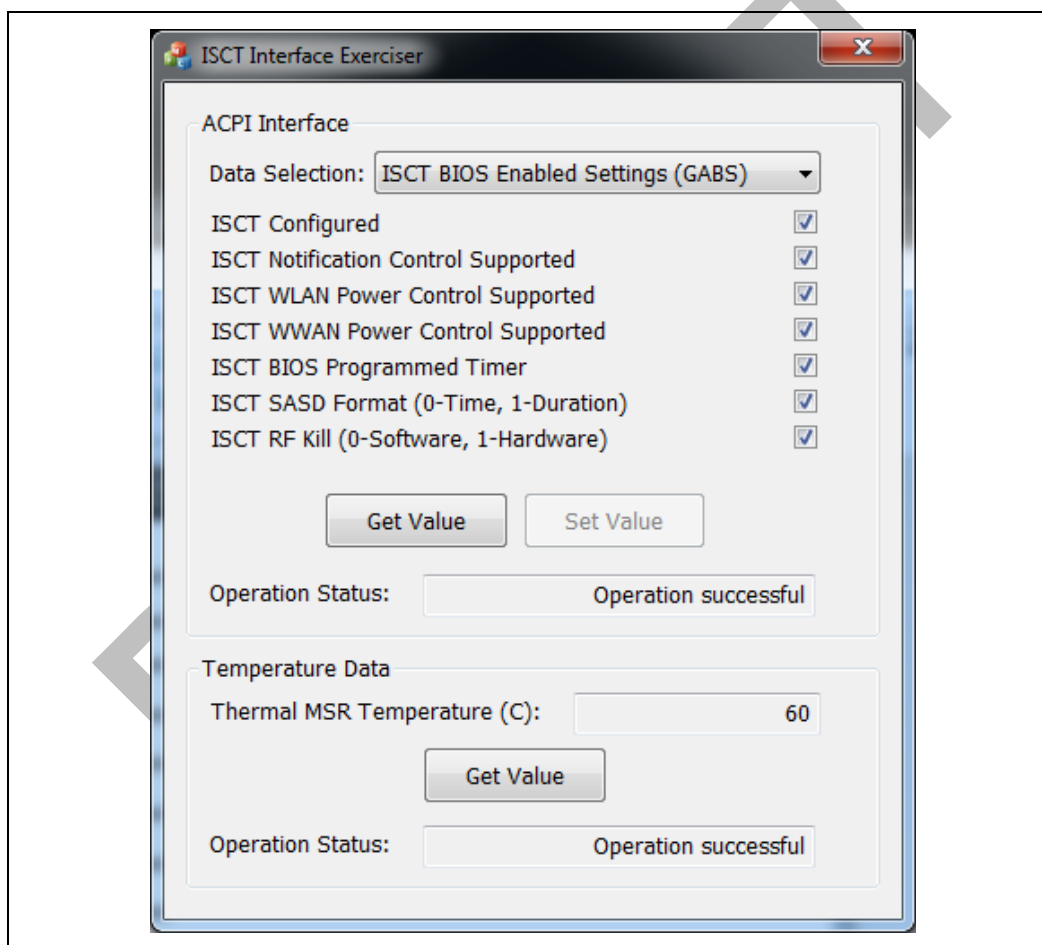 ISCT Interface Exerciser
ACPI Interface
Data Selection: ISCT BIOS Enabled Settings (GABS)
ISCT Configured
ISCT Notification Control Supported
ISCT WLAN Power Control Supported
ISCT WWAN Power Control Supported
ISCT BIOS Programmed Timer
ISCT SASD Format (0-Time, 1-Duration)
ISCT RF Kill (0-Software, 1-Hardware)
Get Value Set Value
Operation Status: Operation successful
Temperature Data
Thermal MSR Temperature (C): 60
Get Value
Operation Status: Operation successful